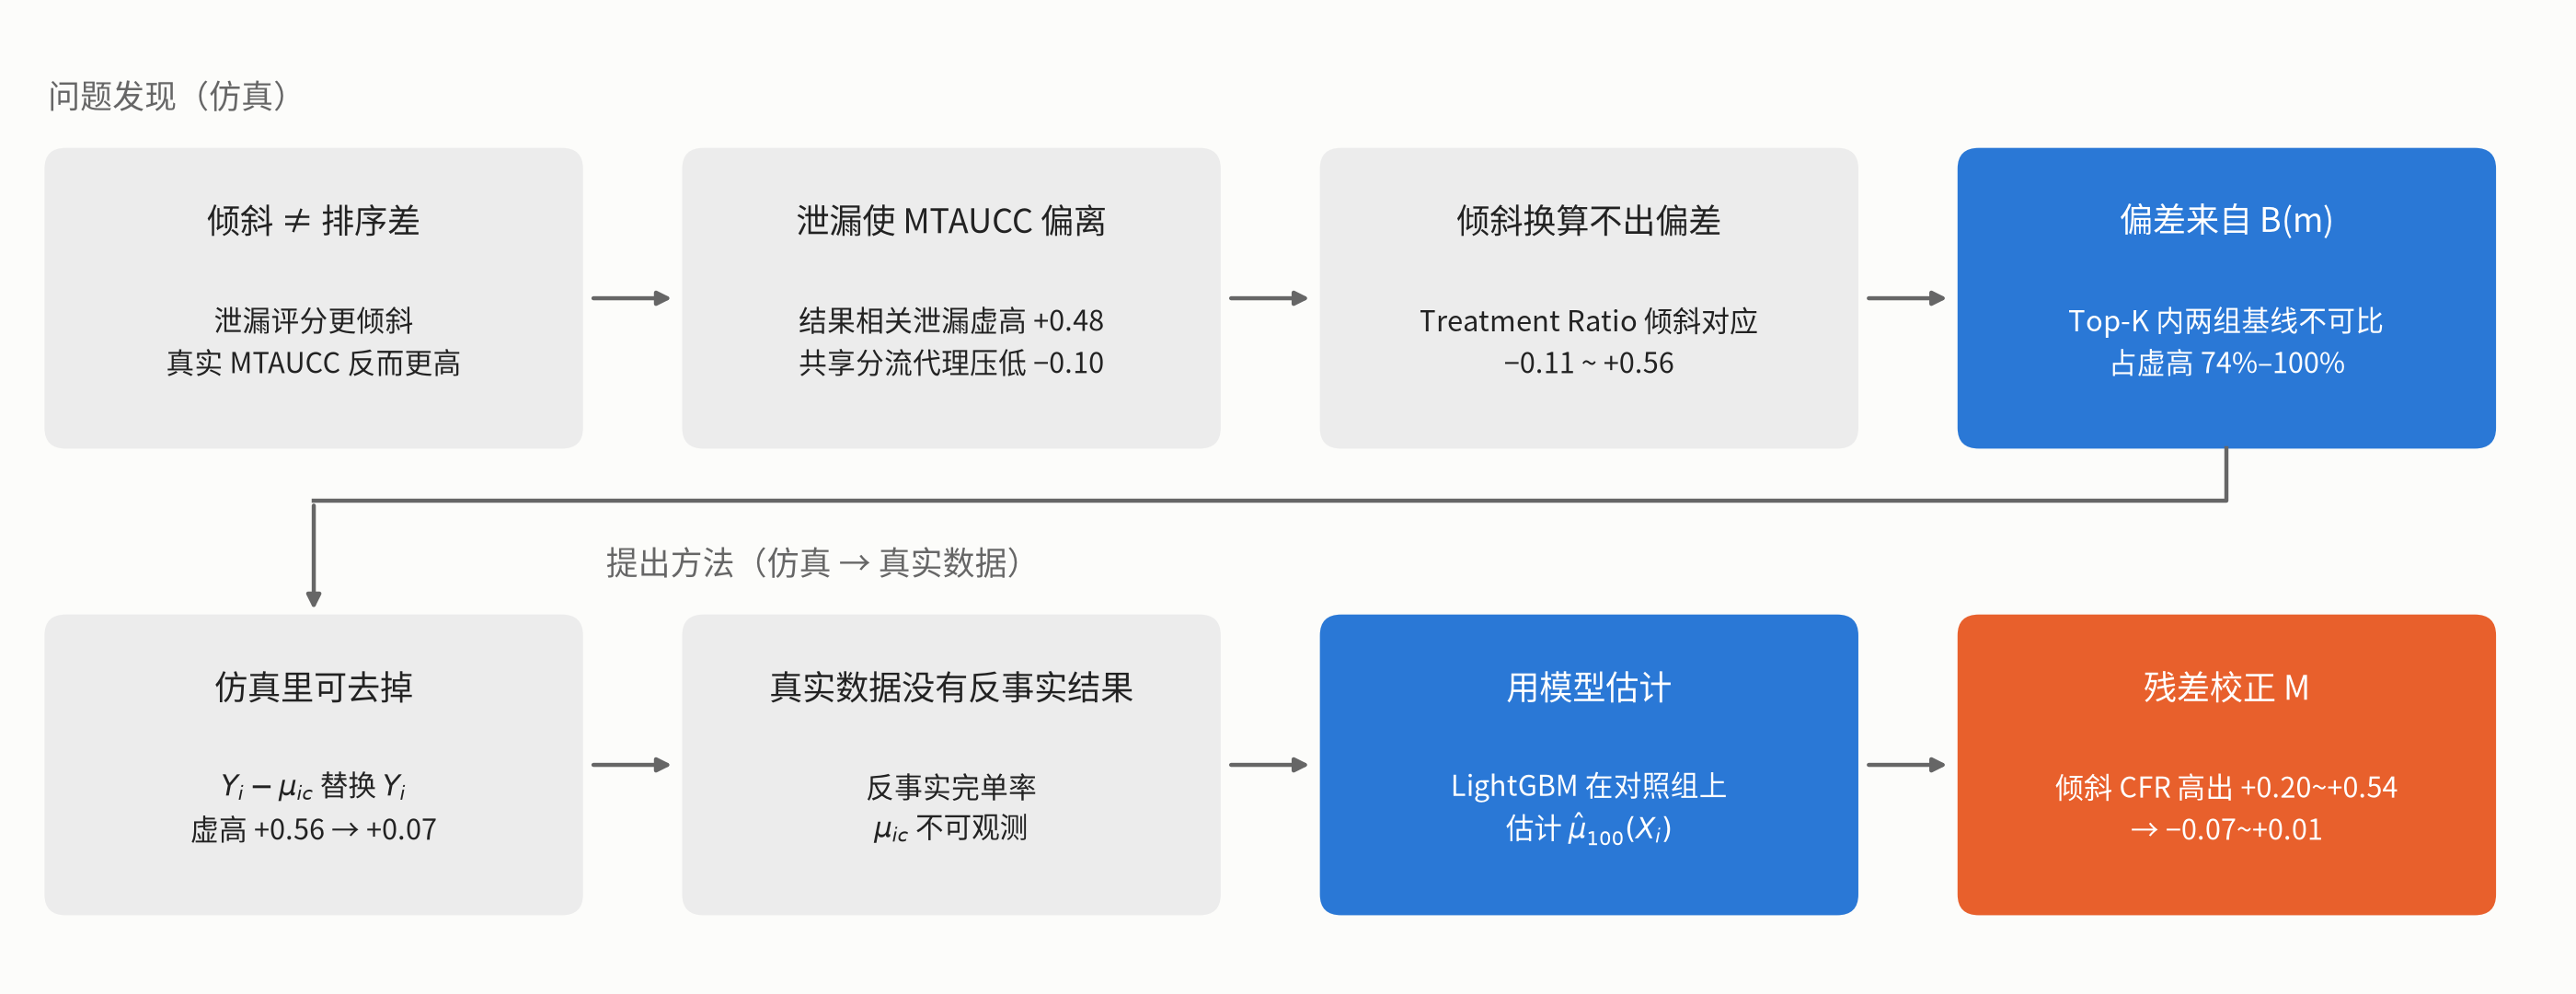 问题发现（仿真）
倾斜 ≠ 排序差
泄漏评分更倾斜
真实 MTAUCC 反而更高
泄漏使 MTAUCC 偏离
结果相关泄漏虚高 +0.48
共享分流代理压低 −0.10
倾斜换算不出偏差
Treatment Ratio 倾斜对应
−0.11 ~ +0.56
偏差来自 B(m)
Top-K 内两组基线不可比
占虚高 74%–100%
提出方法（仿真 → 真实数据）
仿真里可去掉
Yᵢ − μ_{ic} 替换 Yᵢ
虚高 +0.56 → +0.07
真实数据没有反事实结果
反事实完单率
μ_{ic} 不可观测
用模型估计
LightGBM 在对照组上
估计 μ̂₁₀₀(Xᵢ)
残差校正 M
倾斜 CFR 高出 +0.20~+0.54
→ −0.07~+0.01